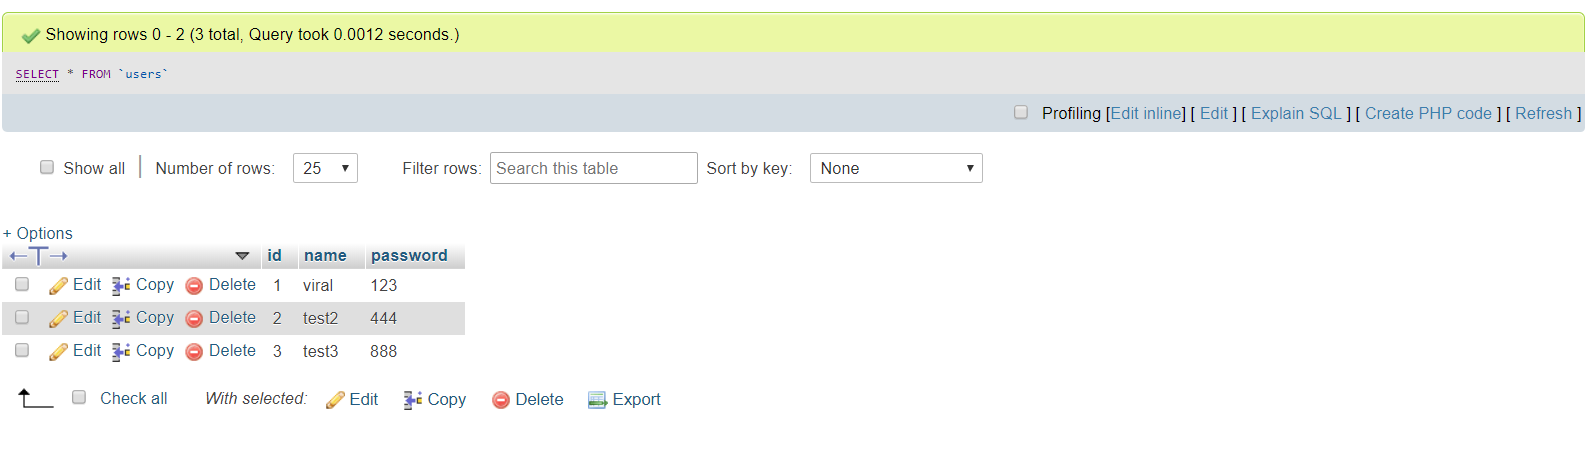 Showing rows 0 - 2 (3 total, Query took 0.0012 seconds.)
SELECT * FROM `users`
Profiling [Edit inline] [ Edit ] [ Explain SQL ] [ Create PHP code ] [ Refresh ]
Show all | Number of rows: 25 Filter rows: Search this table Sort by key: None
+ Options
id name password
Edit Copy Delete 1 viral 123
Edit Copy Delete 2 test2 444
Edit Copy Delete 3 test3 888
Check all With selected: Edit Copy Delete Export